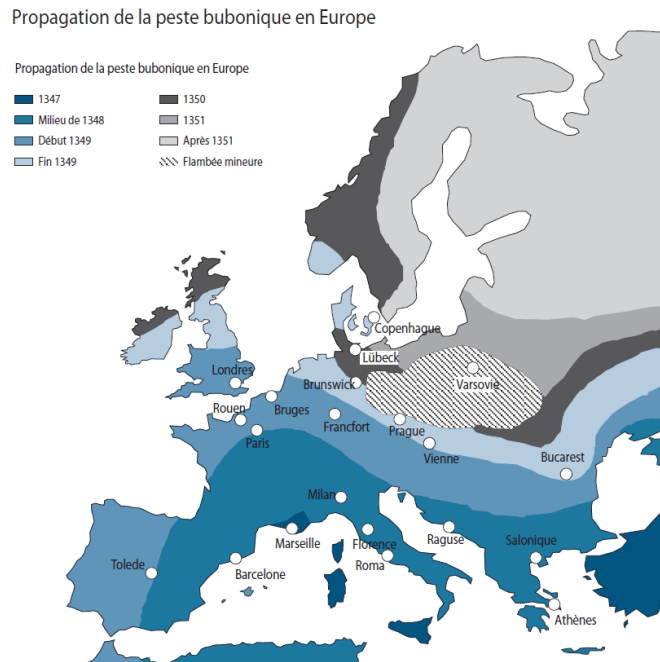 Propagation de la peste bubonique en Europe
Propagation de la peste bubonique en Europe
1347
1350
Milieu de 1348
1351
Début 1349
Après 1351
Fin 1349
Flambée mineure
Copenhague
Lübeck
Londres
Brunswick
Varsovie
Rouen
Bruges
Paris
Francfort
Prague
Vienne
Bucarest
Milan
Marseille
Florence
Raguse
Salonique
Tolede
Barcelone
Roma
Athènes